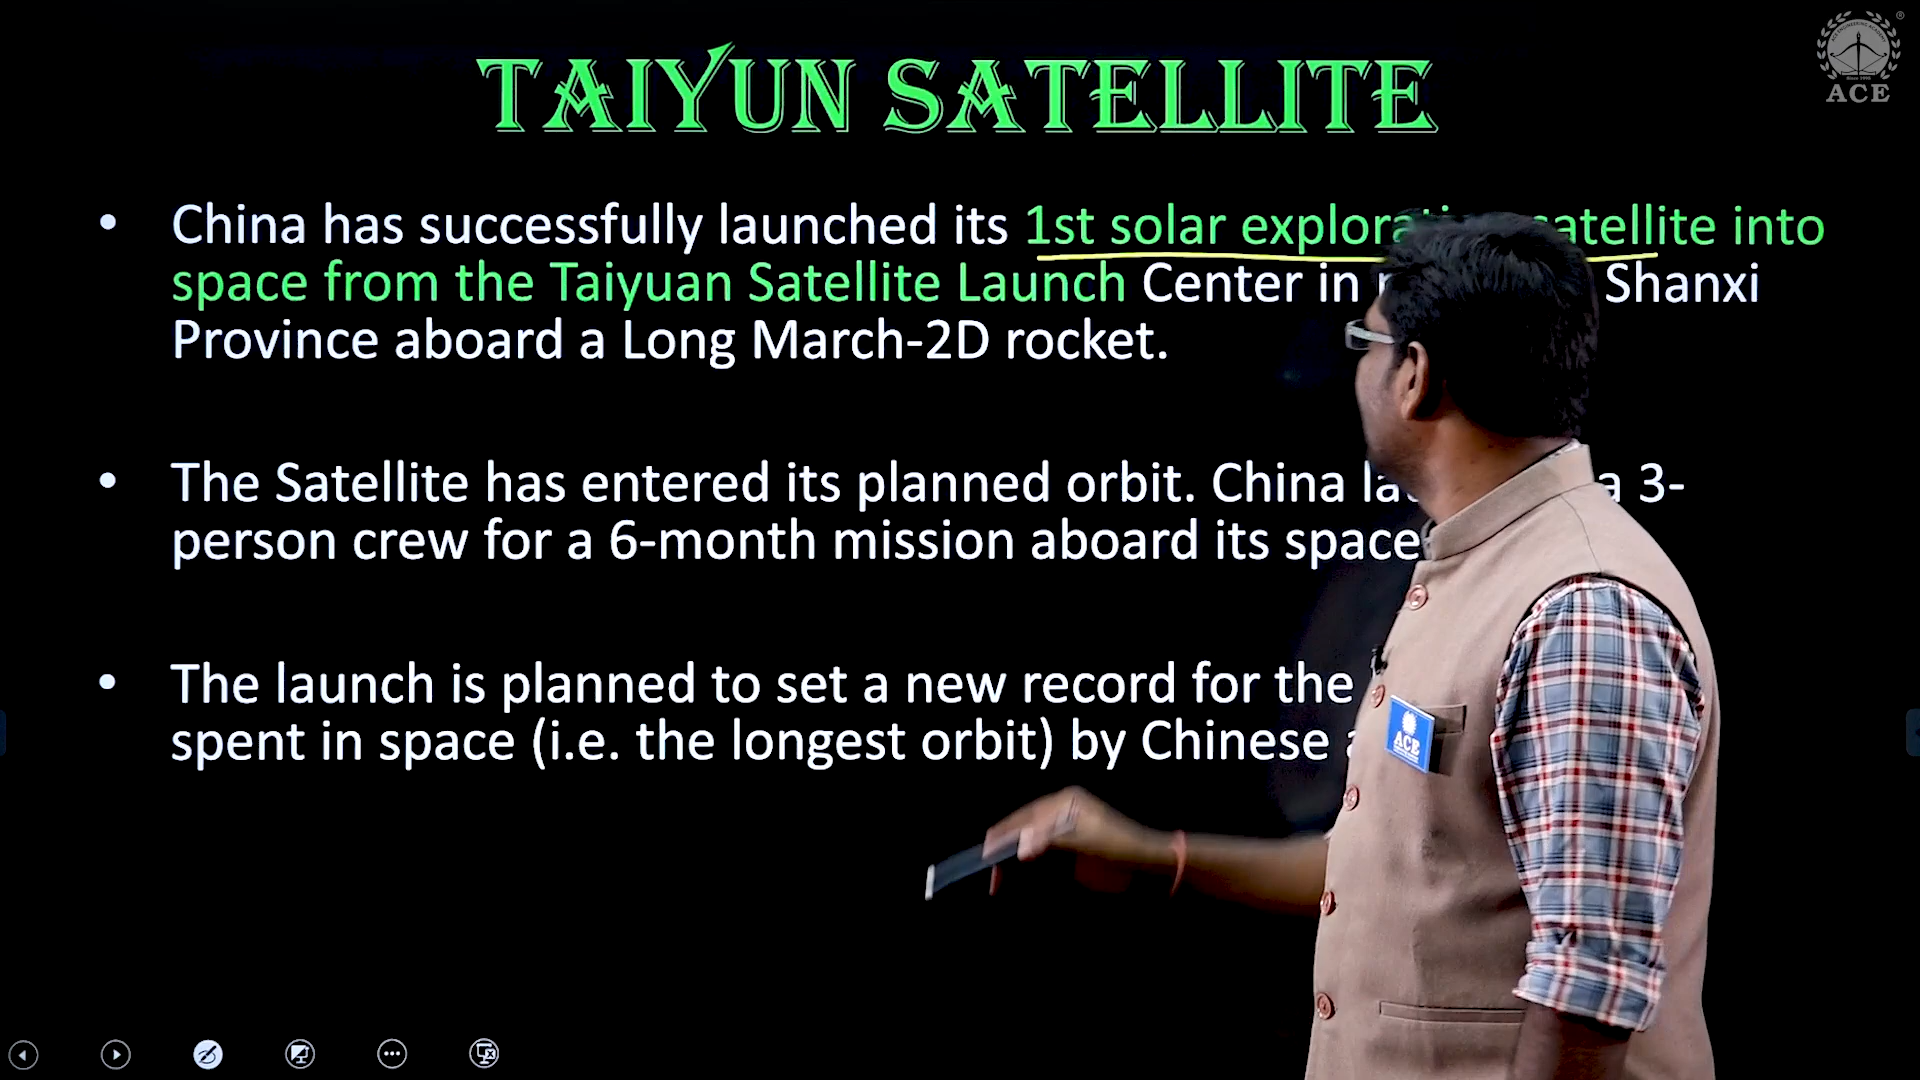 TAIYUN SATELLITE
ACE
• China has successfully launched its 1st solar satellite into
space from the Taiyuan Satellite Launch Center in Shanxi
Province aboard a Long March-2D rocket.
• The Satellite has entered its planned orbit. China a 3-
person crew for a 6-month mission aboard its space
• The launch is planned to set a new record for the
spent in space (i.e. the longest orbit) by Chinese
ACE